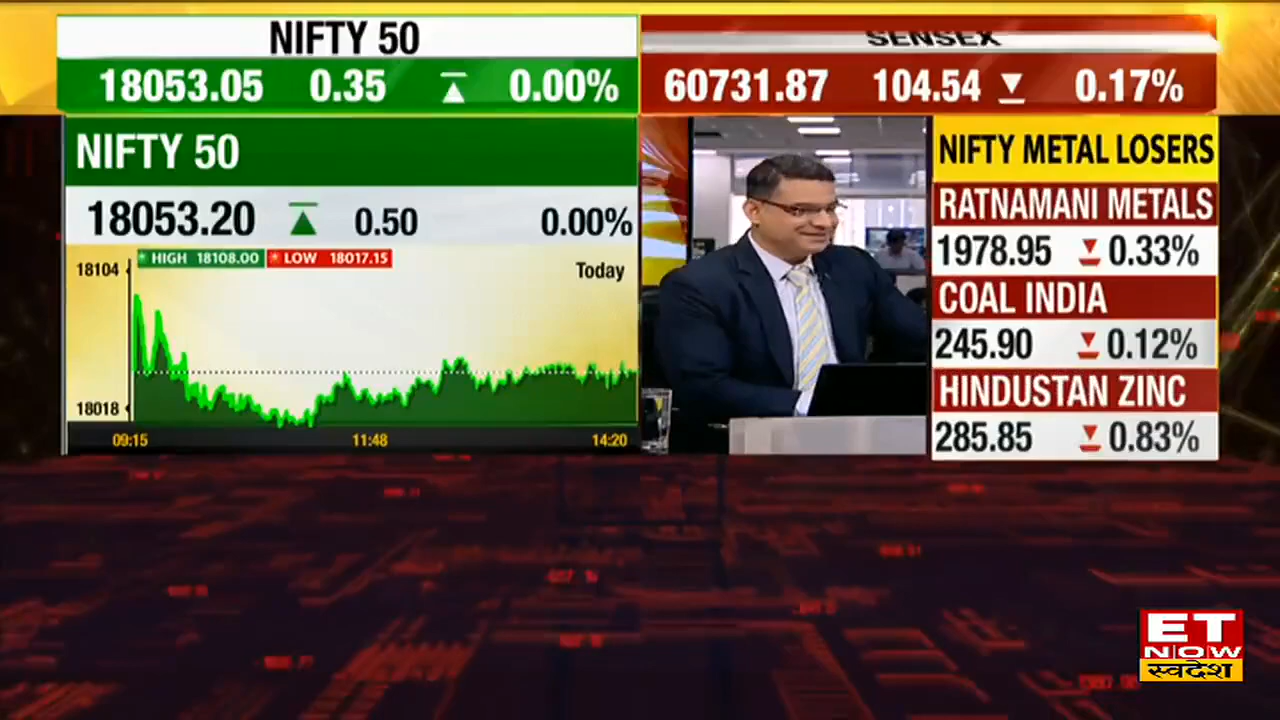 NIFTY 50
18053.05 0.35 0.00%
SENSEX
60731.87 104.54 0.17%
NIFTY 50
18053.20 0.50 0.00%
HIGH 18108.00 LOW 18017.15
18104
Today
18018
09:15 11:48 14:20
NIFTY METAL LOSERS
RATNAMANI METALS
1978.95 0.33%
COAL INDIA
245.90 0.12%
HINDUSTAN ZINC
285.85 0.83%
ET
NOW
स्वदेश